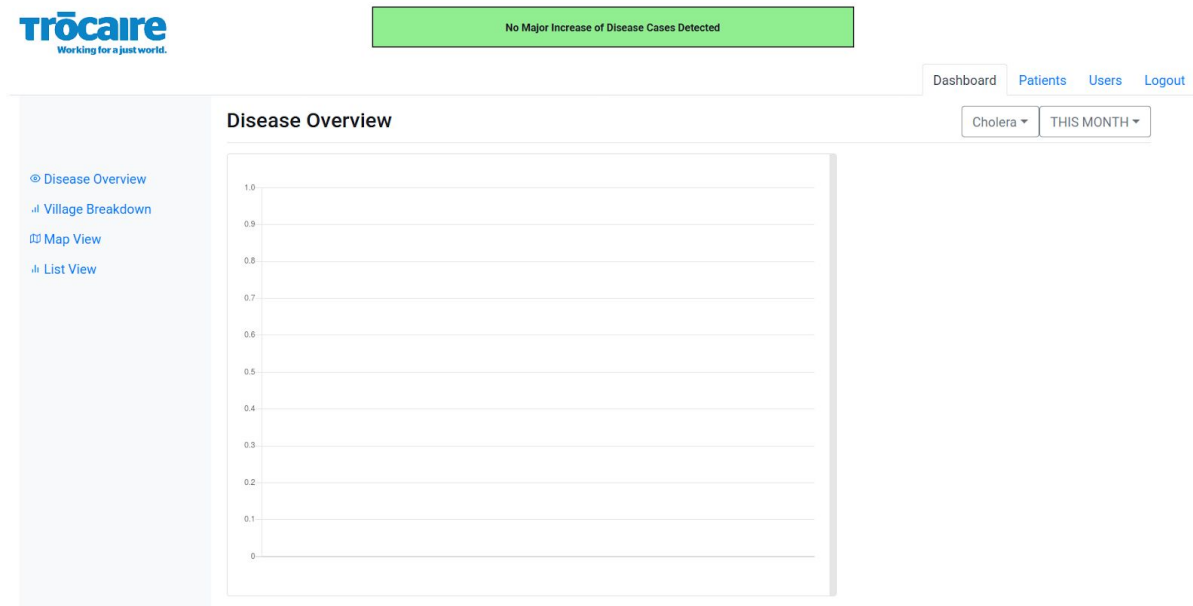 Trōcaire
Working for a just world.
No Major Increase of Disease Cases Detected
Dashboard Patients Users Logout
Disease Overview
Cholera THIS MONTH
Disease Overview
Village Breakdown
Map View
List View
1.0
0.9
0.8
0.7
0.6
0.5
0.4
0.3
0.2
0.1
0